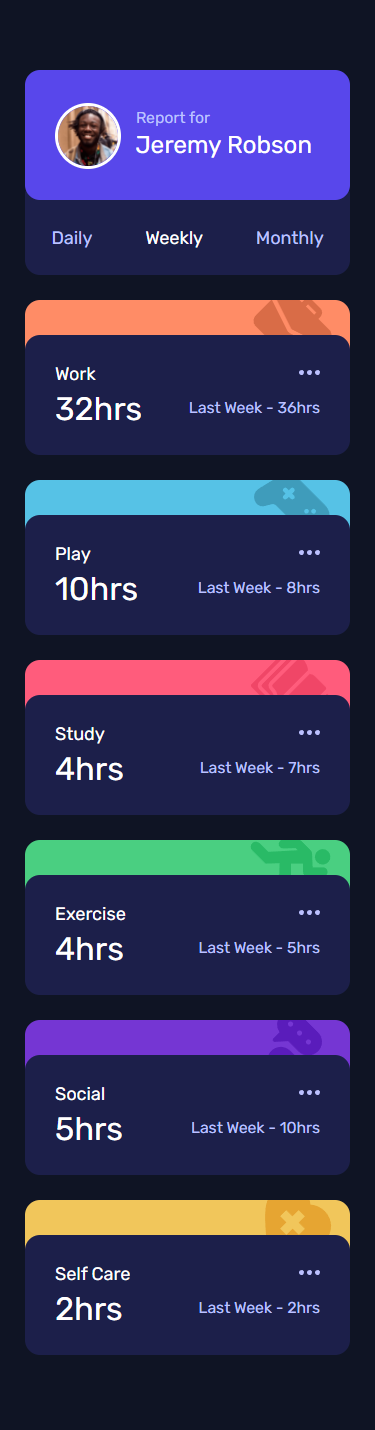 Report for
Jeremy Robson
Daily Weekly Monthly
Work
32hrs Last Week - 36hrs
Play
10hrs Last Week - 8hrs
Study
4hrs Last Week - 7hrs
Exercise
4hrs Last Week - 5hrs
Social
5hrs Last Week - 10hrs
Self Care
2hrs Last Week - 2hrs